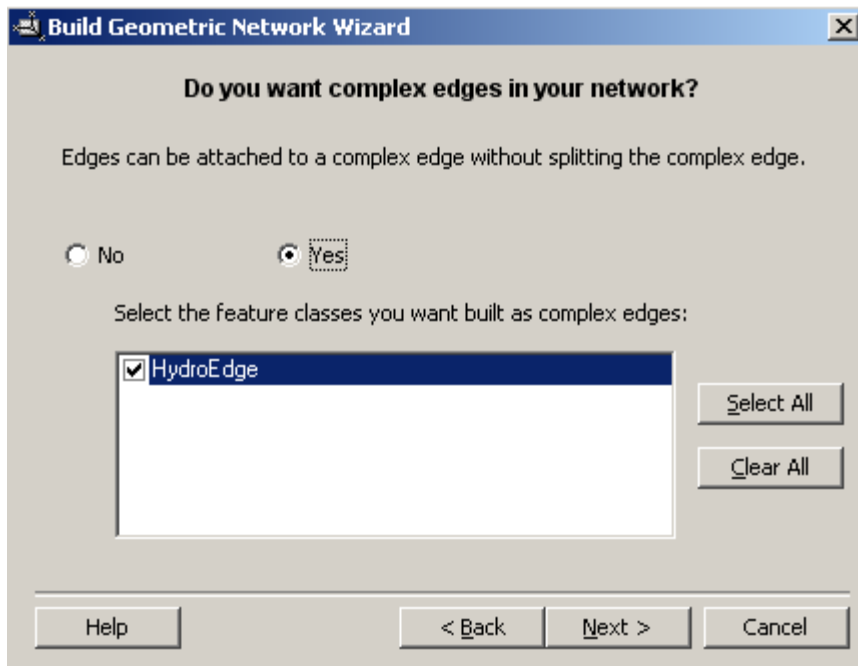 Build Geometric Network Wizard
Do you want complex edges in your network?
Edges can be attached to a complex edge without splitting the complex edge.
No Yes
Select the feature classes you want built as complex edges:
HydroEdge
Select All
Clear All
Help < Back Next > Cancel